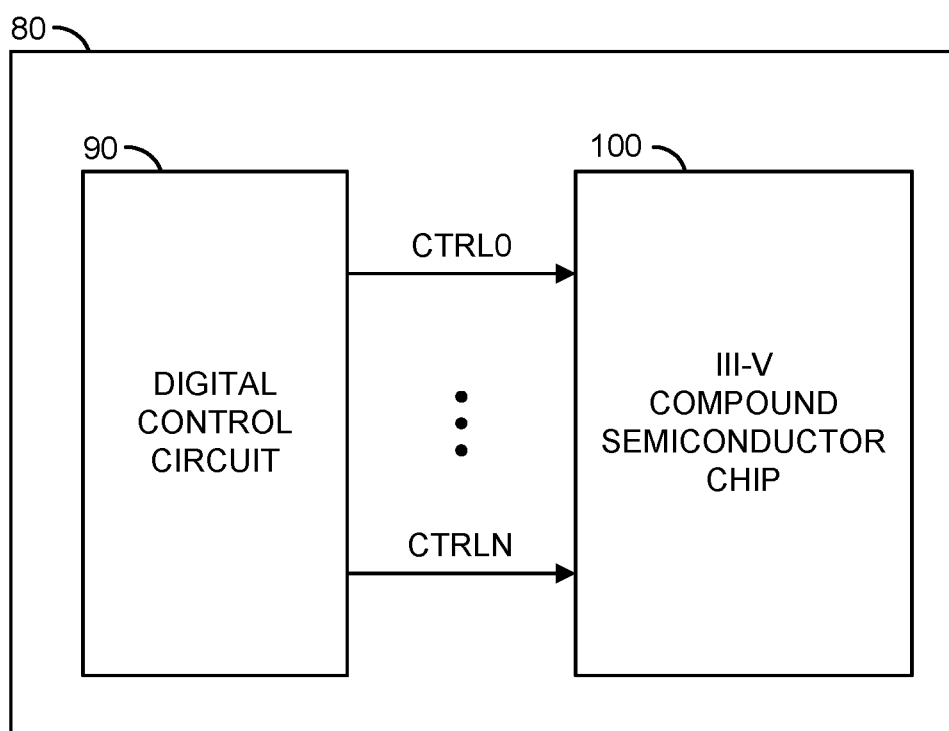 80
90
100
CTRL0
DIGITAL
CONTROL
CIRCUIT
III-V
COMPOUND
SEMICONDUCTOR
CHIP
CTRLN